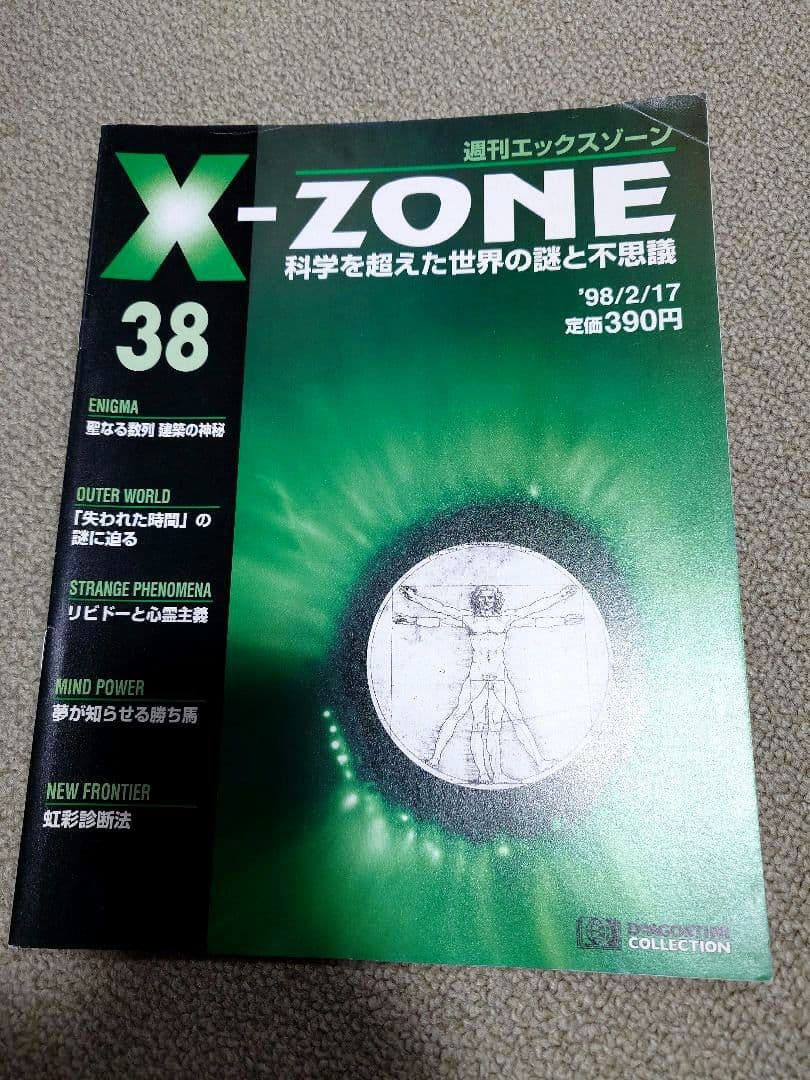 週刊エックスゾーン
X-ZONE
科学を超えた世界の謎と不思議
'98/2/17
定価390円
38
ENIGMA
聖なる数列 建築の神秘
OUTER WORLD
「失われた時間」の
謎に迫る
STRANGE PHENOMENA
リビドーと心霊主義
MIND POWER
夢が知らせる勝ち馬
NEW FRONTIER
虹彩診断法
DeAGOSTINI
COLLECTION